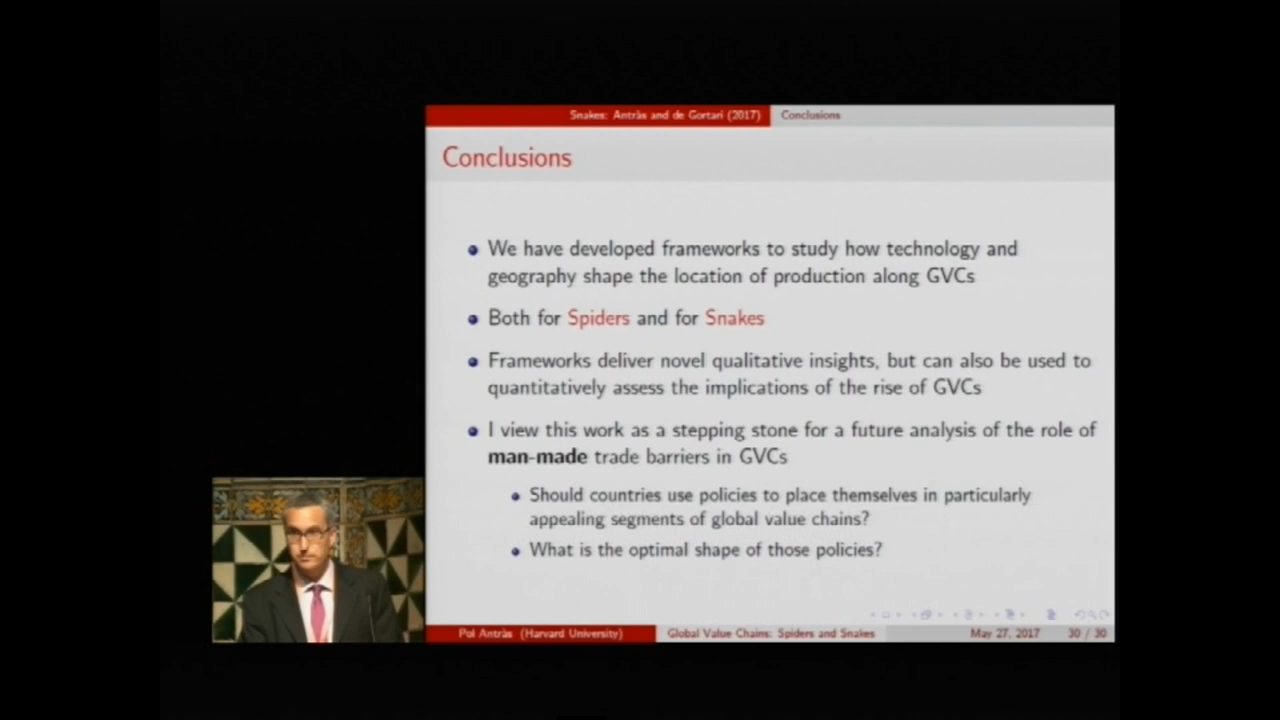 Snakes: Antràs and de Gortari (2017) Conclusions
Conclusions
We have developed frameworks to study how technology and
geography shape the location of production along GVCs
Both for Spiders and for Snakes
Frameworks deliver novel qualitative insights, but can also be used to
quantitatively assess the implications of the rise of GVCs
I view this work as a stepping stone for a future analysis of the role of
man-made trade barriers in GVCs
Should countries use policies to place themselves in particularly
appealing segments of global value chains?
What is the optimal shape of those policies?
Pol Antràs (Harvard University) Global Value Chains: Spiders and Snakes May 27, 2017 30 / 30